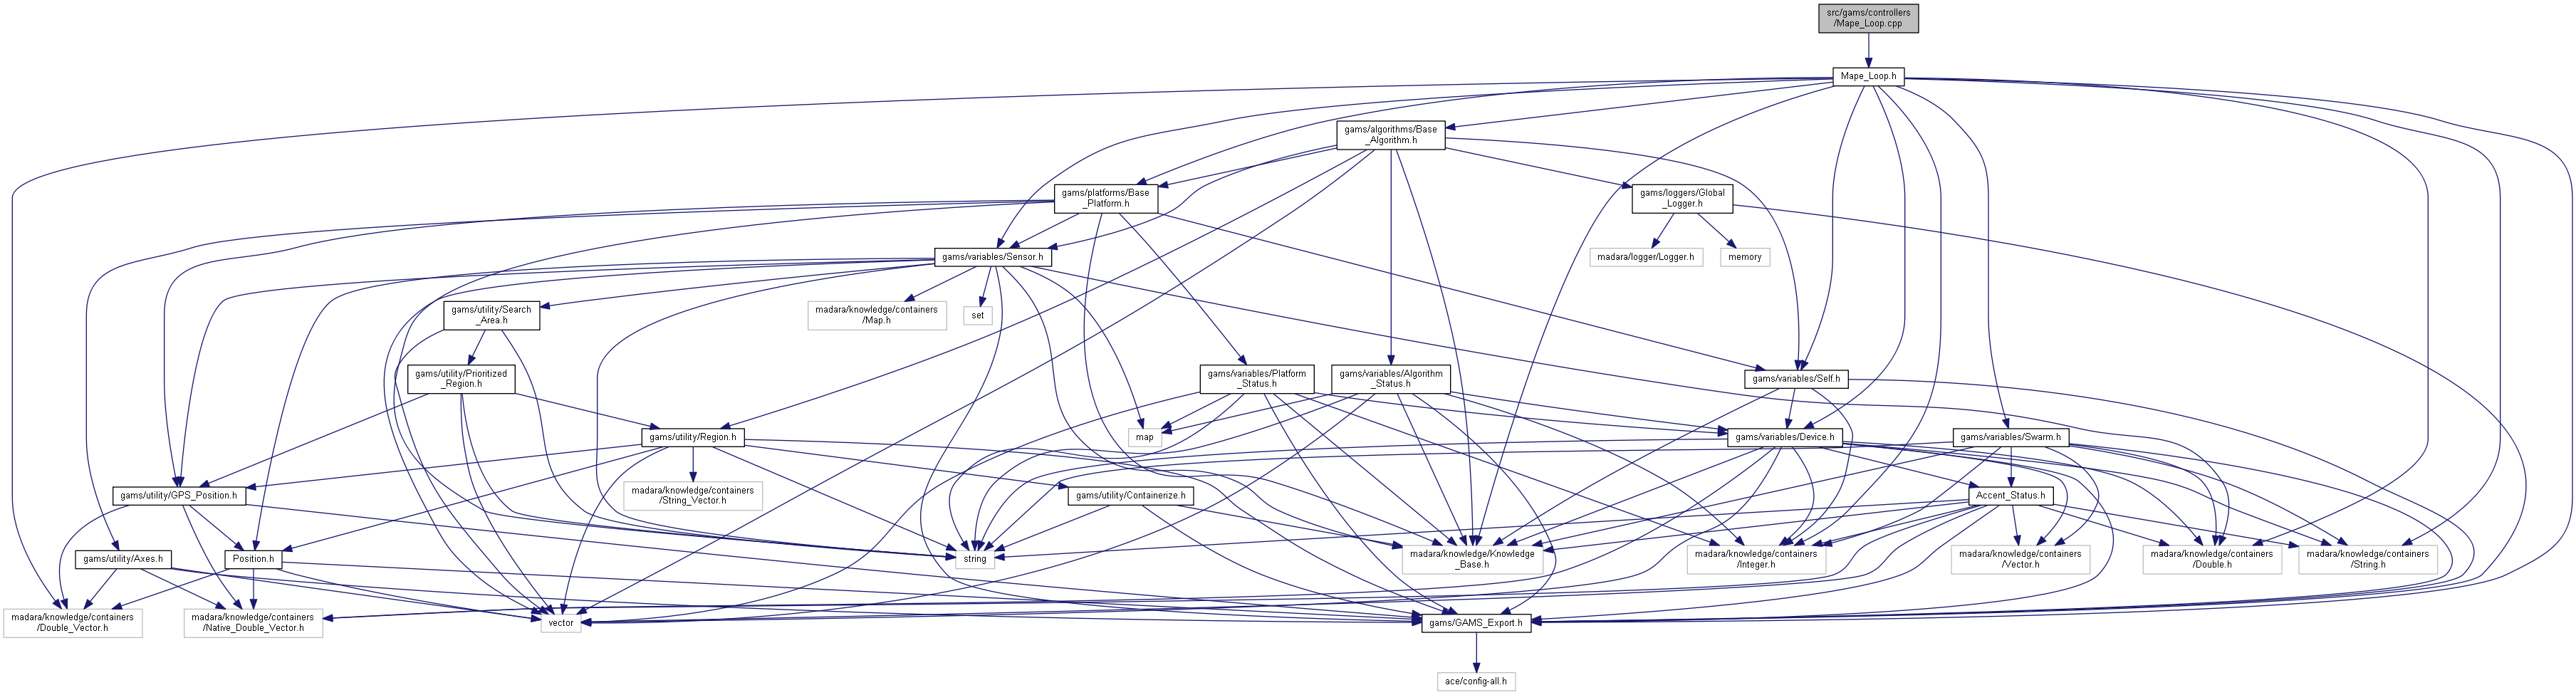 src/gams/controllers
/Mape_Loop.cpp
Mape_Loop.h
gams/algorithms/Base
_Algorithm.h
gams/platforms/Base
_Platform.h
gams/loggers/Global
_Logger.h
gams/variables/Sensor.h
madara/logger/Logger.h
memory
gams/utility/Search
_Area.h
madara/knowledge/containers
/Map.h
set
gams/utility/Prioritized
_Region.h
gams/variables/Platform
_Status.h
gams/variables/Algorithm
_Status.h
gams/variables/Self.h
gams/utility/Region.h
map
gams/variables/Device.h
gams/variables/Swarm.h
gams/utility/GPS_Position.h
madara/knowledge/containers
/String_Vector.h
gams/utility/Containerize.h
Accent_Status.h
gams/utility/Axes.h
Position.h
string
madara/knowledge/Knowledge
_Base.h
madara/knowledge/containers
/Integer.h
madara/knowledge/containers
/Vector.h
madara/knowledge/containers
/Double.h
madara/knowledge/containers
/String.h
madara/knowledge/containers
/Double_Vector.h
madara/knowledge/containers
/Native_Double_Vector.h
vector
gams/GAMS_Export.h
ace/config-all.h